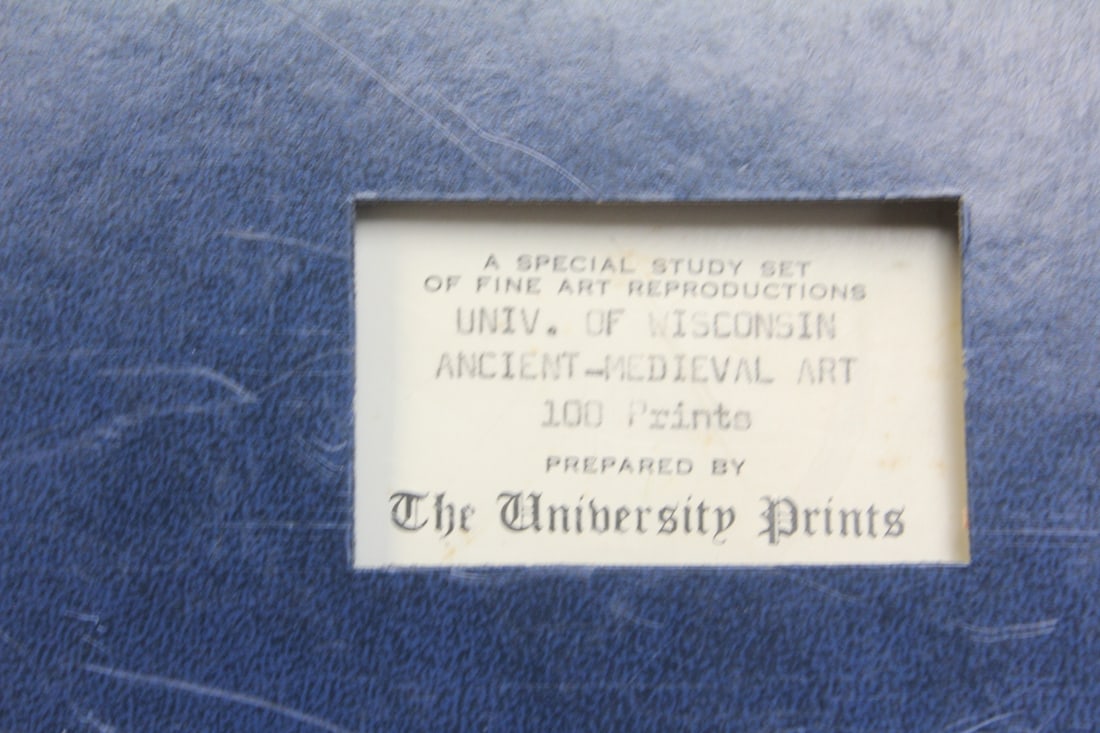 A SPECIAL STUDY SET
OF FINE ART REPRODUCTIONS
UNIV. OF WISCONSIN
ANCIENT-MEDIEVAL ART
100 Prints
PREPARED BY
The University Prints